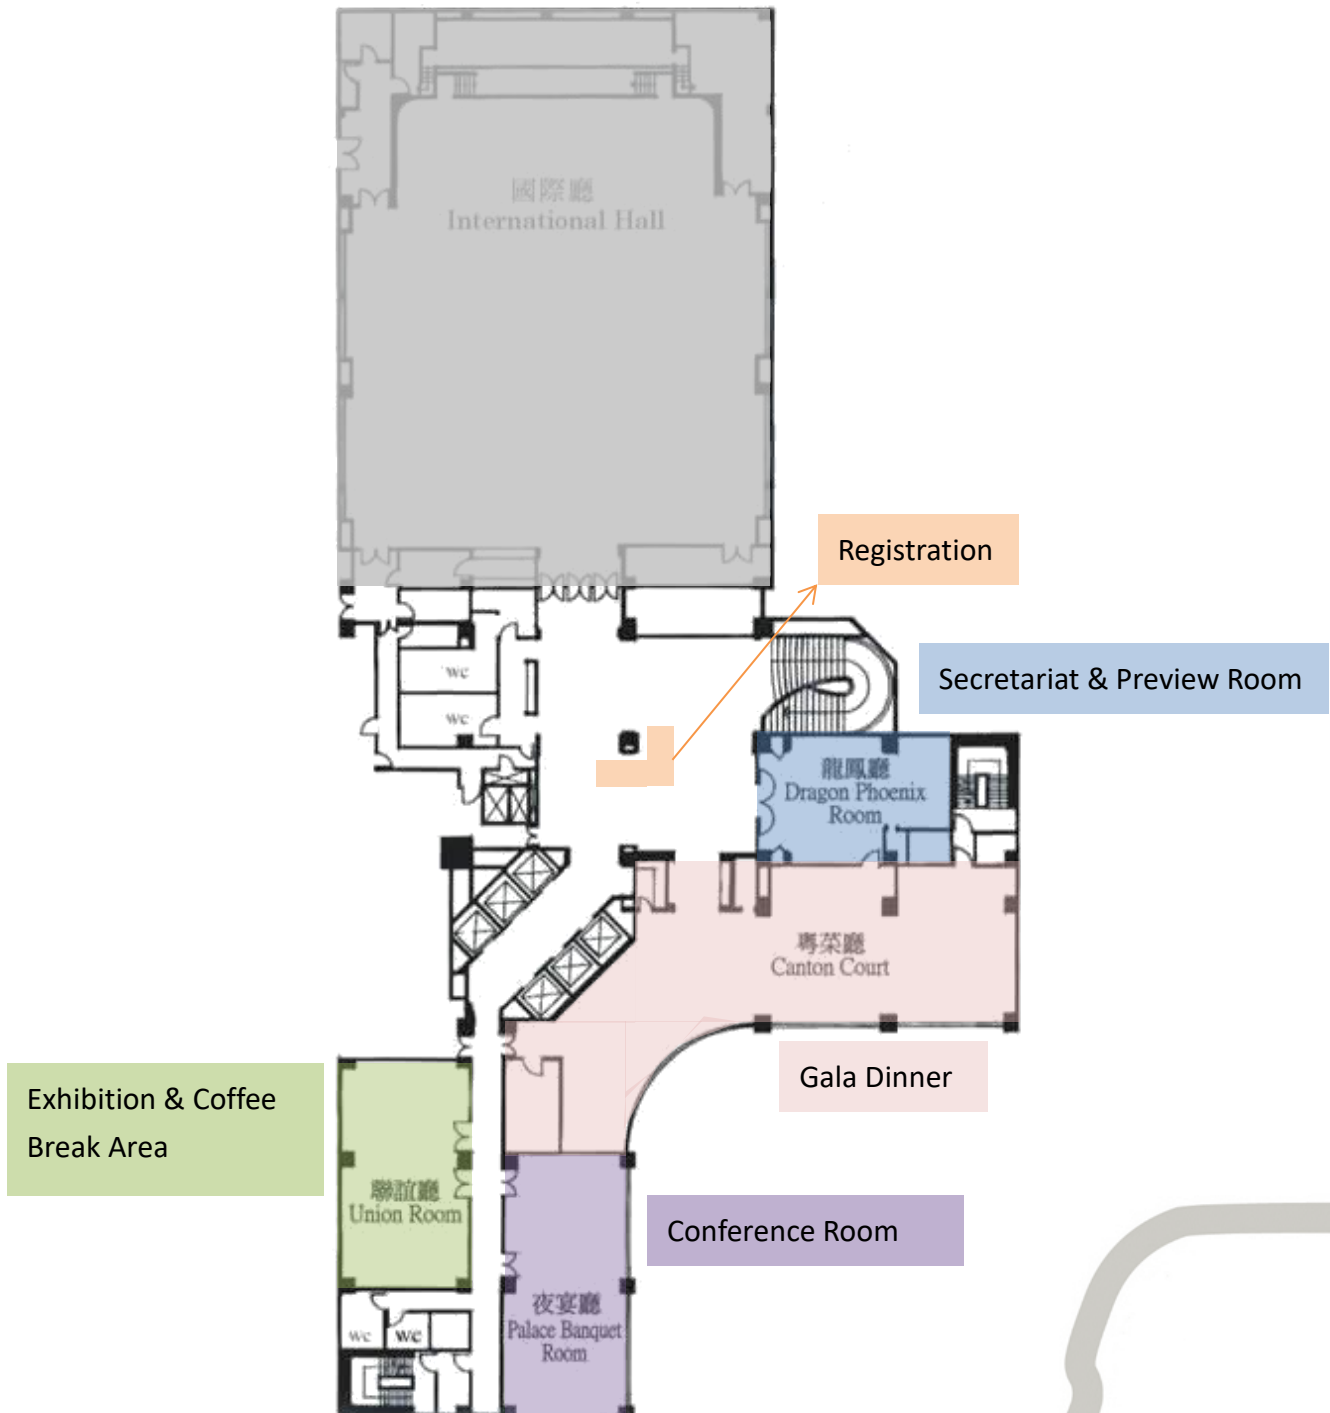 國際廳
International Hall
Registration
Secretariat & Preview Room
WC
WC
龍鳳廳
Dragon Phoenix
Room
粵菜廳
Canton Court
Gala Dinner
Exhibition & Coffee
Break Area
聯誼廳
Union Room
Conference Room
夜宴廳
Palace Banquet
Room
WC
WC